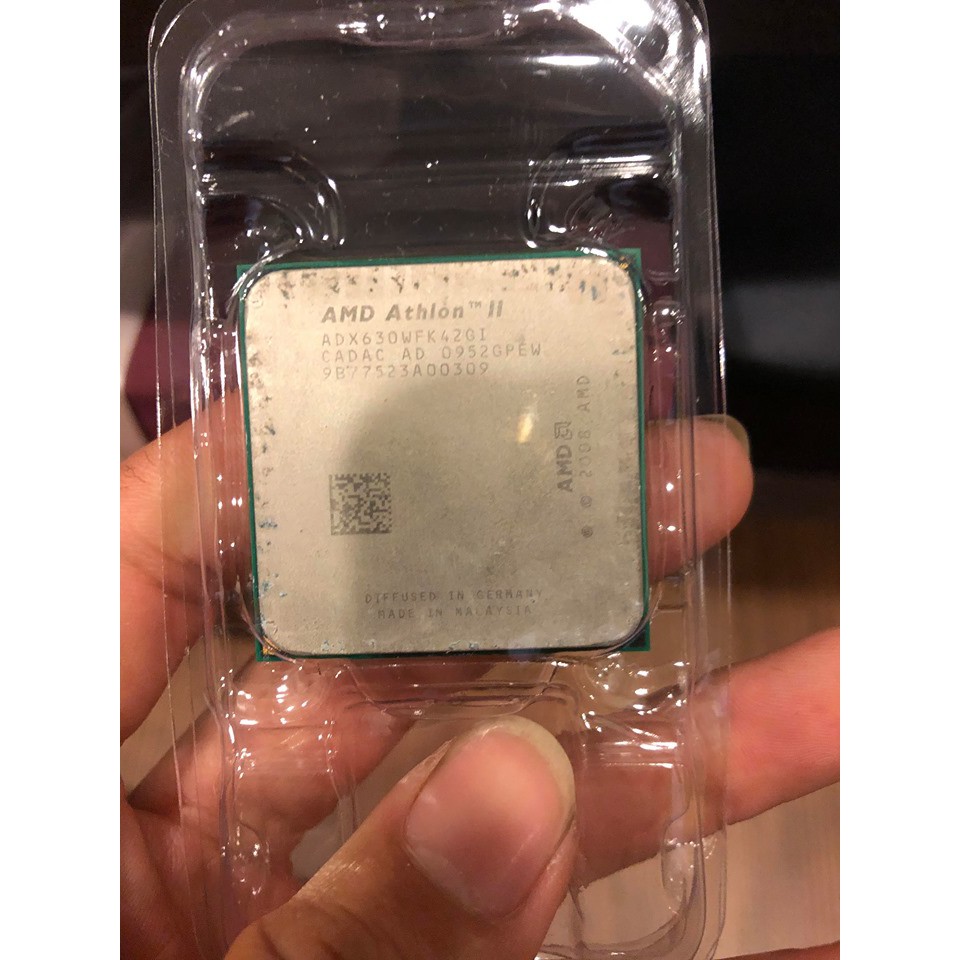 AMD Athlon™ II
ADX630WFK42GI
CADAC AD 0952GPEW
9B77523A00309
AMD
© 2008 AMD
DIFFUSED IN GERMANY
MADE IN MALAYSIA